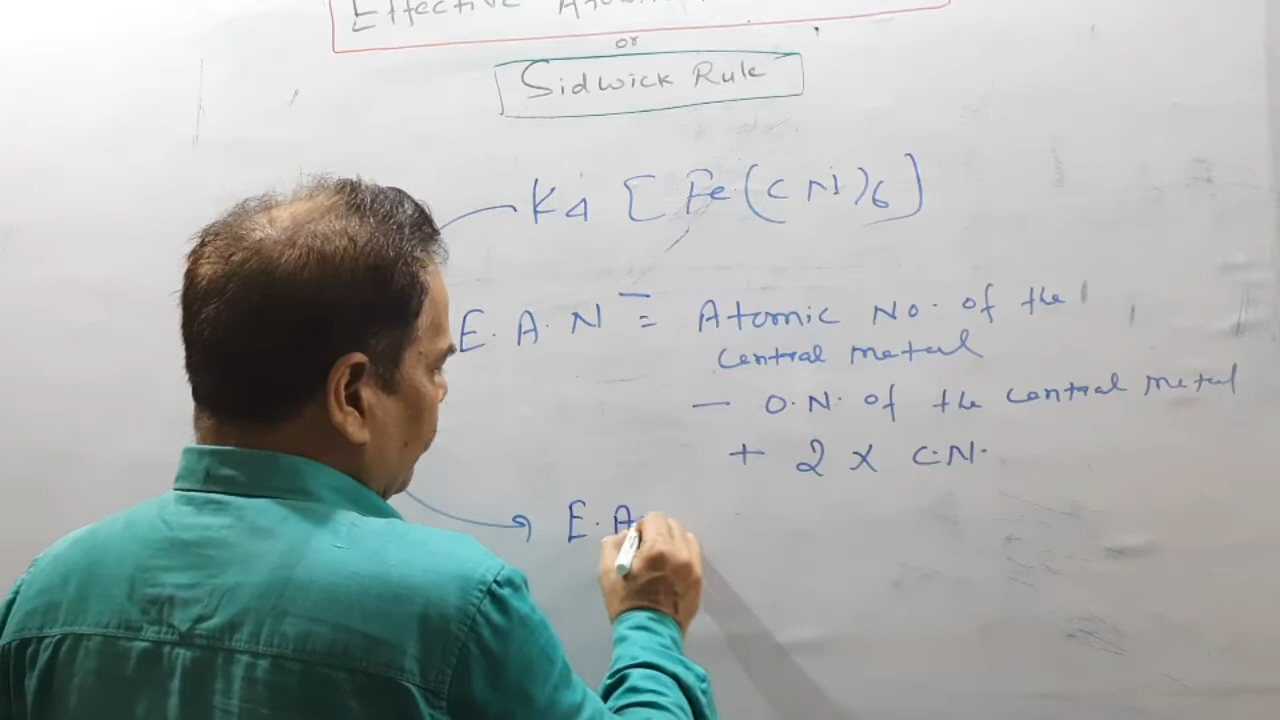 Effective Atomic
or
Sidwick Rule
K4 [Fe(CN)6]
E.A.N = Atomic No. of the
central metal
- O.N. of the central metal
+ 2 x C.N.
E.A